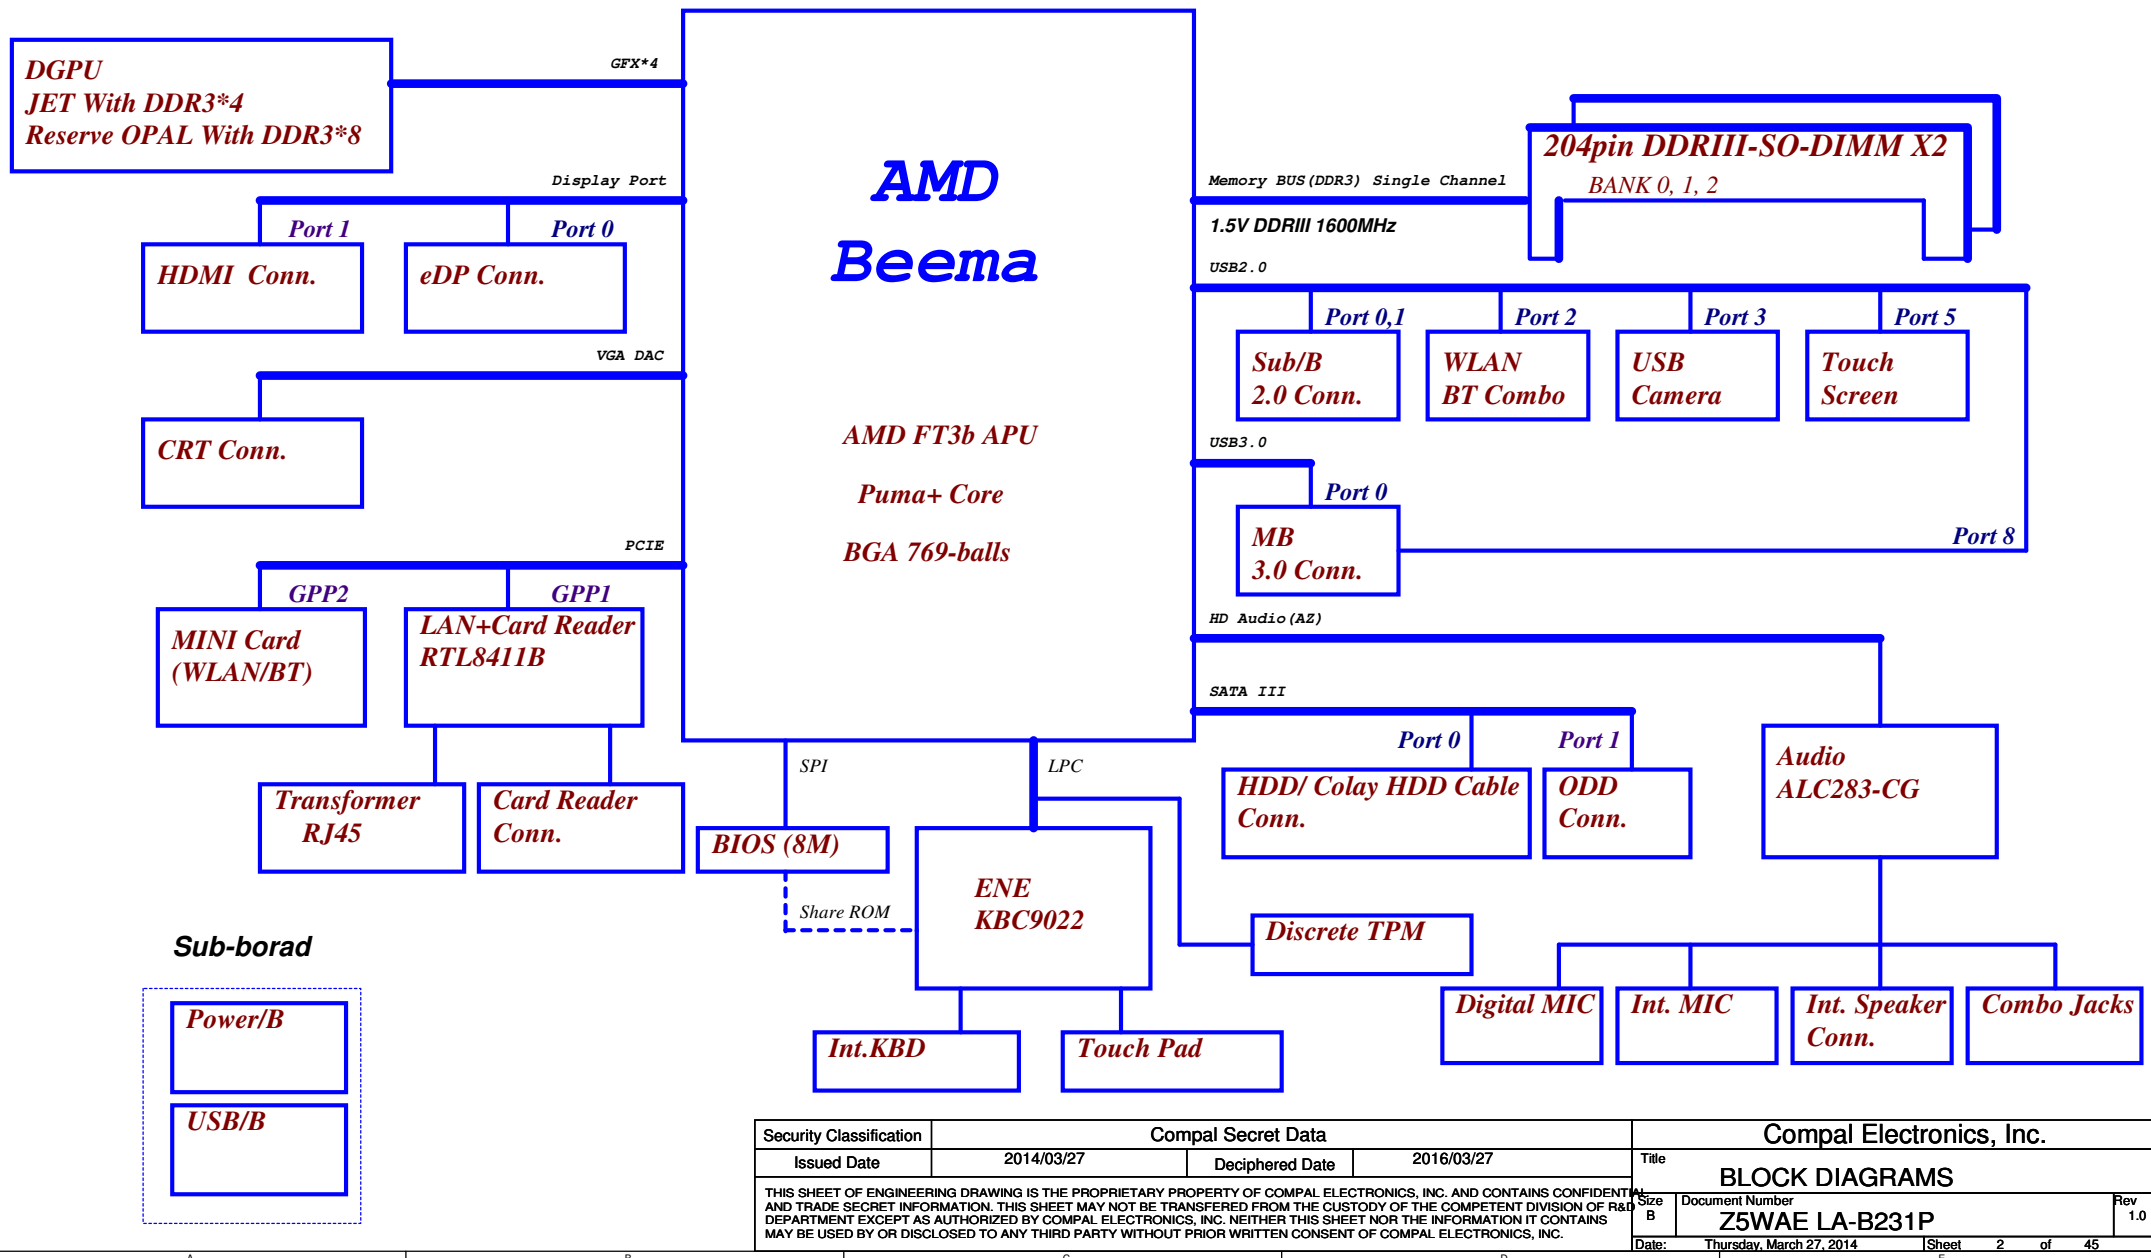 DGPU
JET With DDR3*4
Reserve OPAL With DDR3*8
GFX*4
AMD
Beema
AMD FT3b APU
Puma+ Core
BGA 769-balls
Display Port
Port 1
Port 0
HDMI  Conn.
eDP Conn.
VGA DAC
CRT Conn.
PCIE
GPP2
GPP1
MINI Card
(WLAN/BT)
LAN+Card Reader
RTL8411B
Transformer
RJ45
Card Reader
Conn.
Memory BUS(DDR3) Single Channel
1.5V DDRIII 1600MHz
204pin DDRIII-SO-DIMM X2
BANK 0, 1, 2
USB2.0
Port 0,1
Port 2
Port 3
Port 5
Sub/B
2.0 Conn.
WLAN
BT Combo
USB
Camera
Touch
Screen
USB3.0
Port 0
MB
3.0 Conn.
Port 8
HD Audio(AZ)
SATA III
Port 0
Port 1
HDD/ Colay HDD Cable
Conn.
ODD
Conn.
Audio
ALC283-CG
SPI
LPC
BIOS (8M)
Share ROM
ENE
KBC9022
Discrete TPM
Int.KBD
Touch Pad
Digital MIC
Int. MIC
Int. Speaker
Conn.
Combo Jacks
Sub-borad
Power/B
USB/B
Security Classification
Compal Secret Data
Issued Date
2014/03/27
Deciphered Date
2016/03/27
THIS SHEET OF ENGINEERING DRAWING IS THE PROPRIETARY PROPERTY OF COMPAL ELECTRONICS, INC. AND CONTAINS CONFIDENTIAL
AND TRADE SECRET INFORMATION. THIS SHEET MAY NOT BE TRANSFERED FROM THE CUSTODY OF THE COMPETENT DIVISION OF R&D
DEPARTMENT EXCEPT AS AUTHORIZED BY COMPAL ELECTRONICS, INC. NEITHER THIS SHEET NOR THE INFORMATION IT CONTAINS
MAY BE USED BY OR DISCLOSED TO ANY THIRD PARTY WITHOUT PRIOR WRITTEN CONSENT OF COMPAL ELECTRONICS, INC.
Compal Electronics, Inc.
Title
BLOCK DIAGRAMS
Size
B
Document Number
Z5WAE LA-B231P
Rev
1.0
Date:
Thursday, March 27, 2014
Sheet 2 of 45